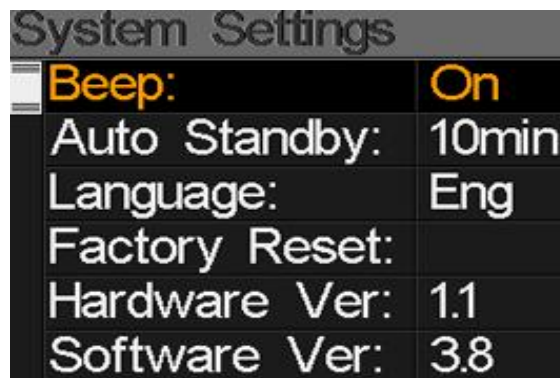 System Settings
Beep: On
Auto Standby: 10min
Language: Eng
Factory Reset:
Hardware Ver: 1.1
Software Ver: 3.8